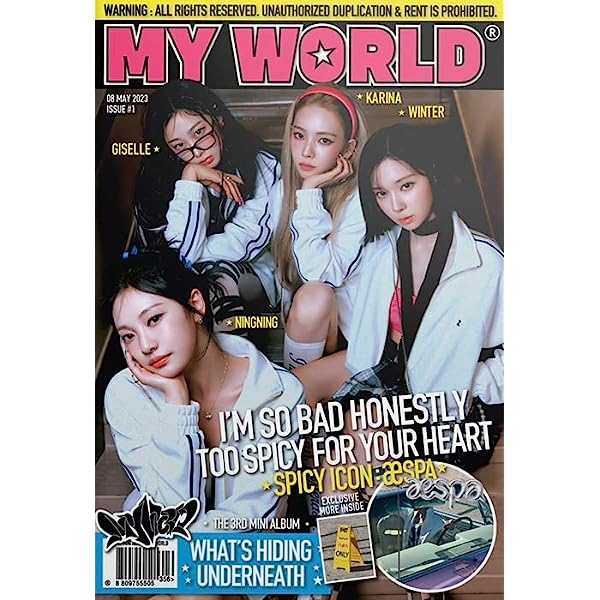 WARNING : ALL RIGHTS RESERVED. UNAUTHORIZED DUPLICATION & RENT IS PROHIBITED.
MY WORLD ®
08 MAY 2023
ISSUE #1
KARINA
WINTER
GISELLE
NINGNING
I'M SO BAD HONESTLY
TOO SPICY FOR YOUR HEART
SPICY ICON : æSPA
EXCLUSIVE
MORE INSIDE
aespa
THE 3RD MINI ALBUM
WHAT'S HIDING
UNDERNEATH
ONLY
8 809755505 356